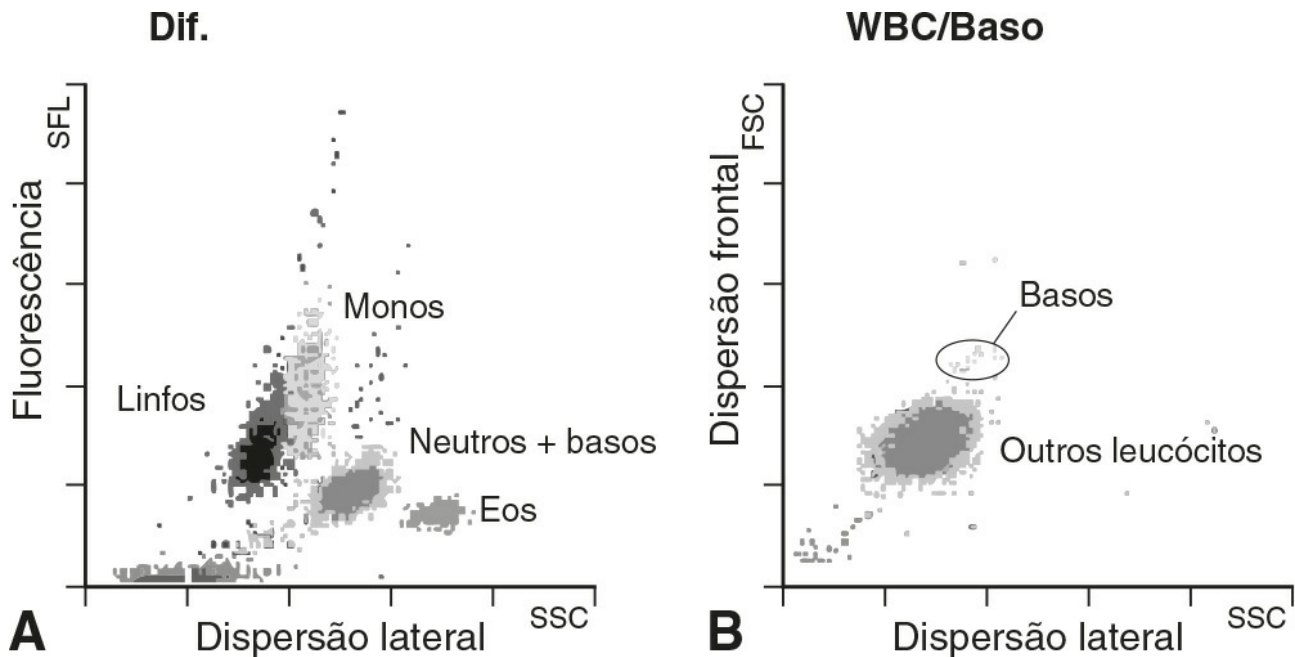 Dif.
SFL
Fluorescência
Monos
Linfos
Neutros + basos
Eos
SSC
A
Dispersão lateral
WBC/Baso
FSC
Dispersão frontal
Basos
Outros leucócitos
SSC
B
Dispersão lateral